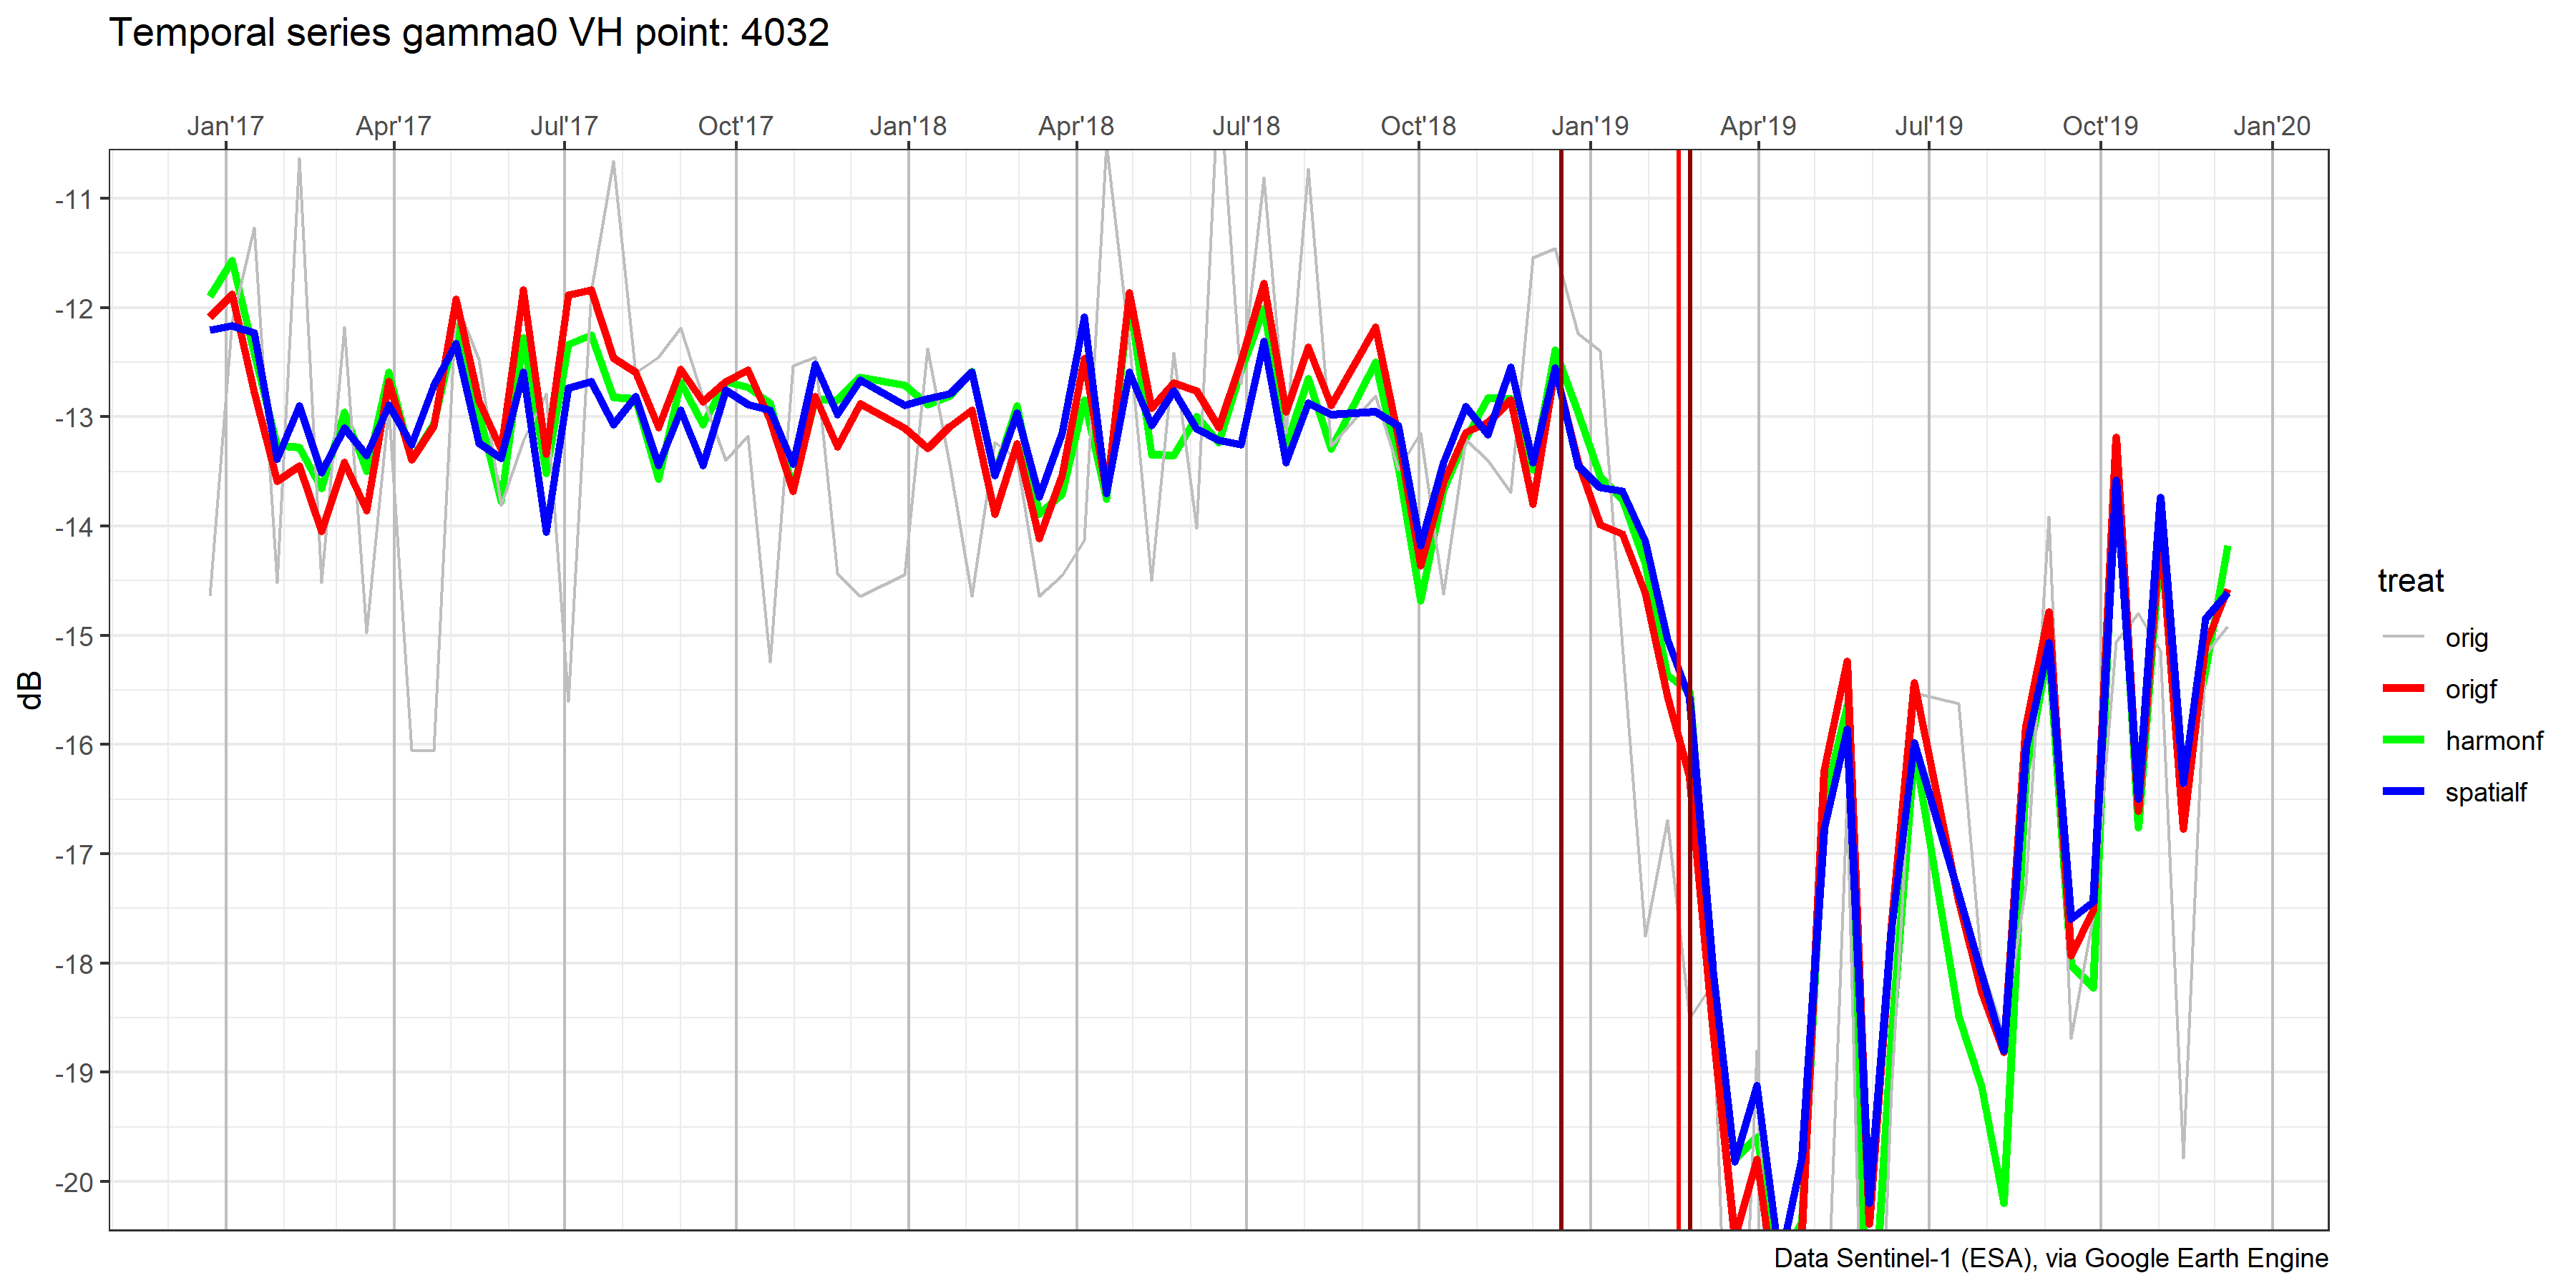 Temporal series gamma0 VH point: 4032
Jan'17 Apr'17 Jul'17 Oct'17 Jan'18 Apr'18 Jul'18 Oct'18 Jan'19 Apr'19 Jul'19 Oct'19 Jan'20
-11
-12
-13
-14
-15
-16
-17
-18
-19
-20
dB
treat
orig
origf
harmonf
spatialf
Data Sentinel-1 (ESA), via Google Earth Engine